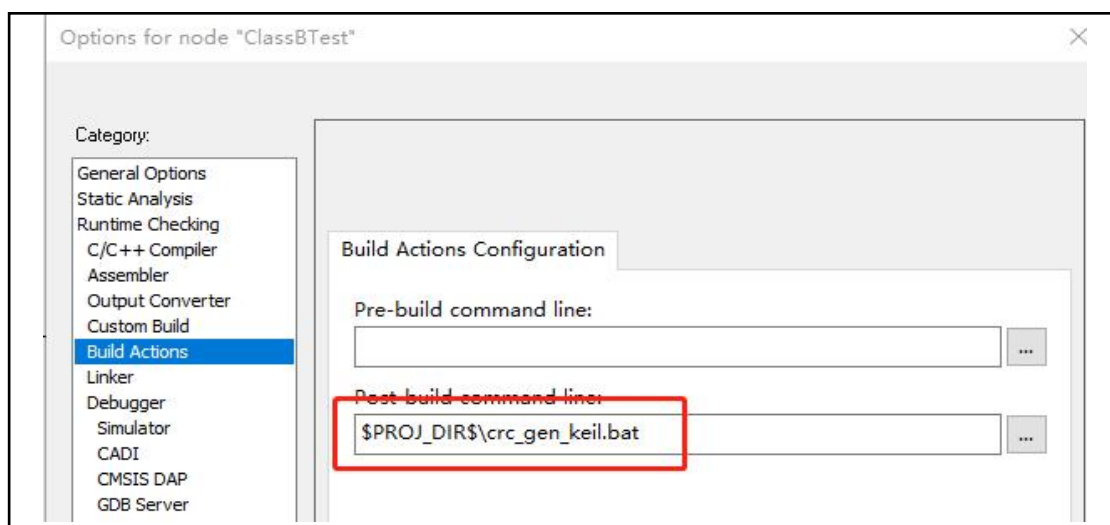 Options for node "ClassBTest"
Category:
General Options
Static Analysis
Runtime Checking
C/C++ Compiler
Assembler
Output Converter
Custom Build
Build Actions
Linker
Debugger
Simulator
CADI
CMSIS DAP
GDB Server
Build Actions Configuration
Pre-build command line:
...
Post-build command line:
$PROJ_DIR$\crc_gen_keil.bat
...